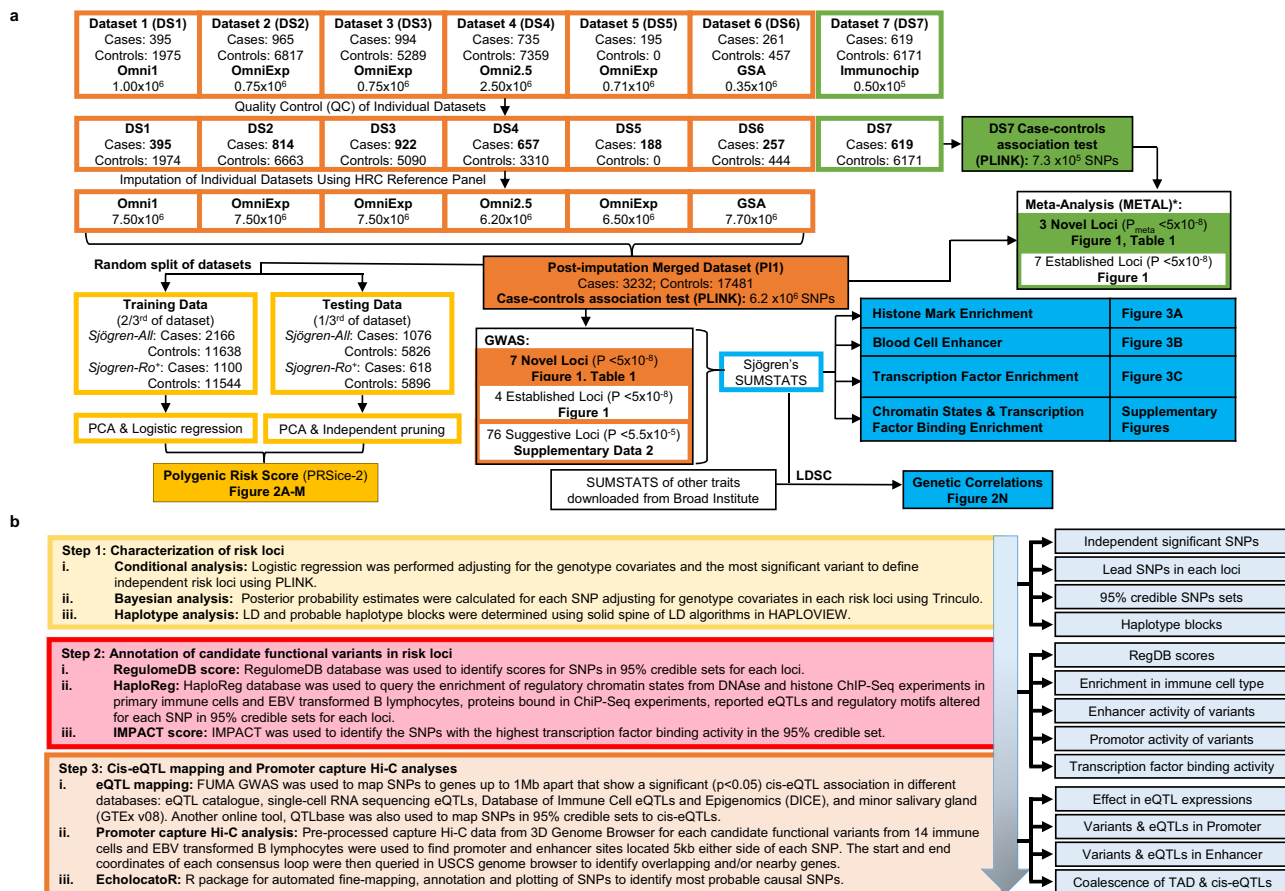 a
Dataset 1 (DS1)
Cases: 395
Controls: 1975
Omni1
1.00x10⁶
Dataset 2 (DS2)
Cases: 965
Controls: 6817
OmniExp
0.75x10⁶
Dataset 3 (DS3)
Cases: 994
Controls: 5289
OmniExp
0.75x10⁶
Dataset 4 (DS4)
Cases: 735
Controls: 7359
Omni2.5
2.50x10⁶
Dataset 5 (DS5)
Cases: 195
Controls: 0
OmniExp
0.71x10⁶
Dataset 6 (DS6)
Cases: 261
Controls: 457
GSA
0.35x10⁶
Dataset 7 (DS7)
Cases: 619
Controls: 6171
Immunochip
0.50x10⁵
Quality Control (QC) of Individual Datasets
DS1
Cases: 395
Controls: 1974
DS2
Cases: 814
Controls: 6663
DS3
Cases: 922
Controls: 5090
DS4
Cases: 657
Controls: 3310
DS5
Cases: 188
Controls: 0
DS6
Cases: 257
Controls: 444
DS7
Cases: 619
Controls: 6171
DS7 Case-controls
association test
(PLINK): 7.3 x10⁵ SNPs
Imputation of Individual Datasets Using HRC Reference Panel
Omni1
7.50x10⁶
OmniExp
7.50x10⁶
OmniExp
7.50x10⁶
Omni2.5
6.20x10⁶
OmniExp
6.50x10⁶
GSA
7.70x10⁶
Meta-Analysis (METAL)*:
3 Novel Loci (Pmeta <5x10⁻⁸)
Figure 1, Table 1
7 Established Loci (P <5x10⁻⁸)
Figure 1
Random split of datasets
Post-imputation Merged Dataset (PI1)
Cases: 3232; Controls: 17481
Case-controls association test (PLINK): 6.2 x10⁶ SNPs
Training Data
(2/3rd of dataset)
Sjögren-All: Cases: 2166
Controls: 11638
Sjogren-Ro⁺: Cases: 1100
Controls: 11544
Testing Data
(1/3rd of dataset)
Sjögren-All: Cases: 1076
Controls: 5826
Sjogren-Ro⁺: Cases: 618
Controls: 5896
PCA & Logistic regression
PCA & Independent pruning
Polygenic Risk Score (PRSice-2)
Figure 2A-M
GWAS:
7 Novel Loci (P <5x10⁻⁸)
Figure 1. Table 1
4 Established Loci (P <5x10⁻⁸)
Figure 1
76 Suggestive Loci (P <5.5x10⁻⁵)
Supplementary Data 2
Sjögren's
SUMSTATS
Histone Mark Enrichment
Figure 3A
Blood Cell Enhancer
Figure 3B
Transcription Factor Enrichment
Figure 3C
Chromatin States & Transcription
Factor Binding Enrichment
Supplementary
Figures
SUMSTATS of other traits
downloaded from Broad Institute
LDSC
Genetic Correlations
Figure 2N
b
Step 1: Characterization of risk loci
i. Conditional analysis: Logistic regression was performed adjusting for the genotype covariates and the most significant variant to define
independent risk loci using PLINK.
ii. Bayesian analysis: Posterior probability estimates were calculated for each SNP adjusting for genotype covariates in each risk loci using Trinculo.
iii. Haplotype analysis: LD and probable haplotype blocks were determined using solid spine of LD algorithms in HAPLOVIEW.
Independent significant SNPs
Lead SNPs in each loci
95% credible SNPs sets
Haplotype blocks
Step 2: Annotation of candidate functional variants in risk loci
i. RegulomeDB score: RegulomeDB database was used to identify scores for SNPs in 95% credible sets for each loci.
ii. HaploReg: HaploReg database was used to query the enrichment of regulatory chromatin states from DNAse and histone ChIP-Seq experiments in
primary immune cells and EBV transformed B lymphocytes, proteins bound in ChiP-Seq experiments, reported eQTLs and regulatory motifs altered
for each SNP in 95% credible sets for each loci.
iii. IMPACT score: IMPACT was used to identify the SNPs with the highest transcription factor binding activity in the 95% credible set.
RegDB scores
Enrichment in immune cell type
Enhancer activity of variants
Promotor activity of variants
Transcription factor binding activity
Step 3: Cis-eQTL mapping and Promoter capture Hi-C analyses
i. eQTL mapping: FUMA GWAS was used to map SNPs to genes up to 1Mb apart that show a significant (p<0.05) cis-eQTL association in different
databases: eQTL catalogue, single-cell RNA sequencing eQTLs, Database of Immune Cell eQTLs and Epigenomics (DICE), and minor salivary gland
(GTEx v08). Another online tool, QTLbase was also used to map SNPs in 95% credible sets to cis-eQTLs.
ii. Promoter capture Hi-C analysis: Pre-processed capture Hi-C data from 3D Genome Browser for each candidate functional variants from 14 immune
cells and EBV transformed B lymphocytes were used to find promoter and enhancer sites located 5kb either side of each SNP. The start and end
coordinates of each consensus loop were then queried in USCS genome browser to identify overlapping and/or nearby genes.
iii. EcholocatoR: R package for automated fine-mapping, annotation and plotting of SNPs to identify most probable causal SNPs.
Effect in eQTL expressions
Variants & eQTLs in Promoter
Variants & eQTLs in Enhancer
Coalescence of TAD & cis-eQTLs